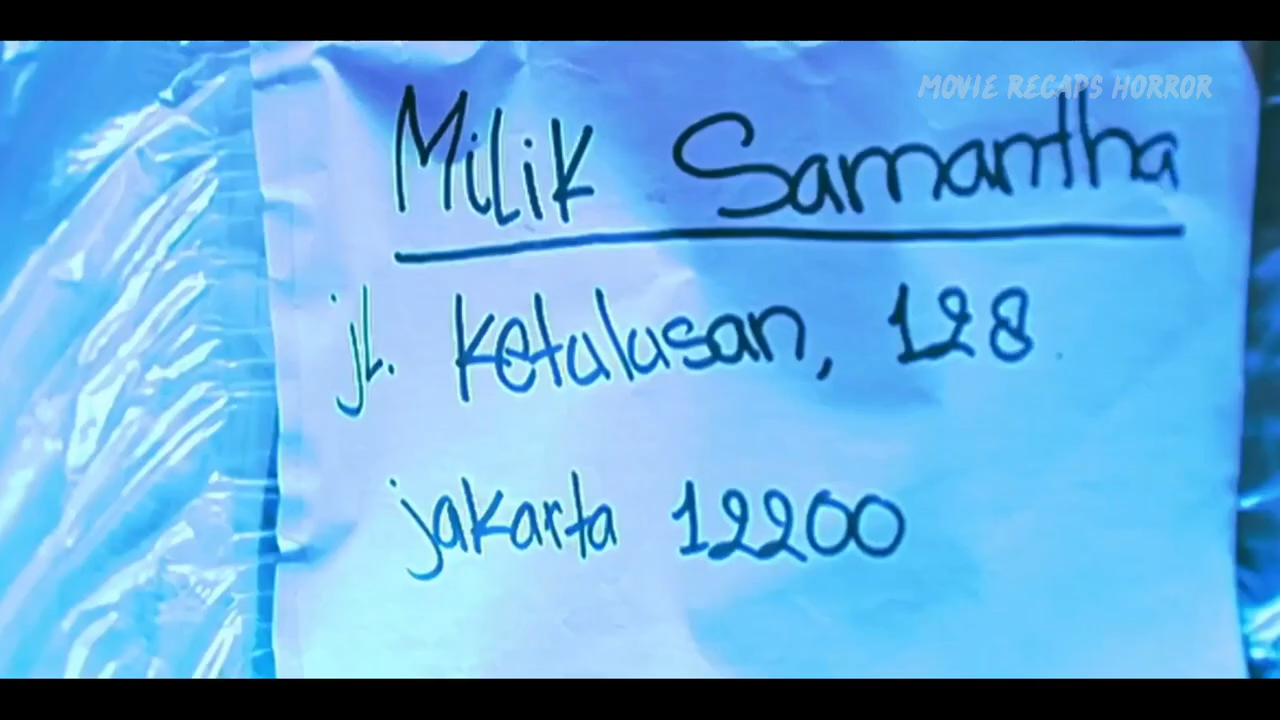 MOVIE RECAPS HORROR
Milik Samantha
jl. ketulusan, 128
jakarta 12200